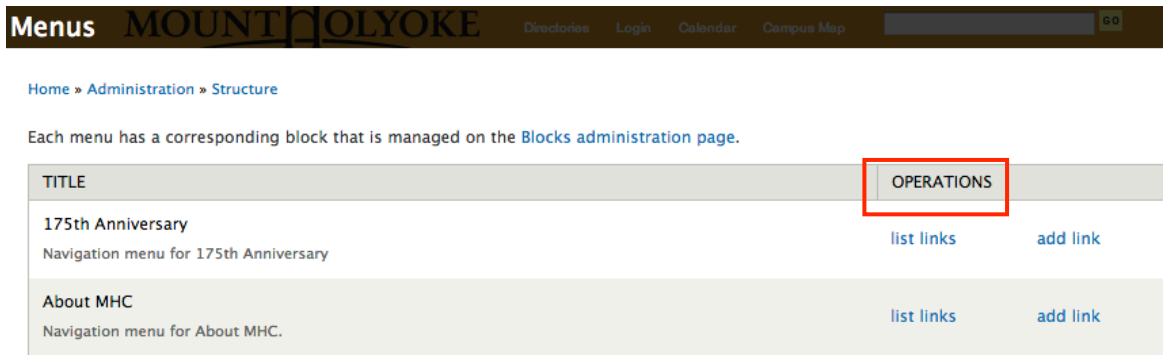 Menus MOUNT HOLYOKE Directories Login Calendar Campus Map GO
Home » Administration » Structure
Each menu has a corresponding block that is managed on the Blocks administration page.
TITLE OPERATIONS
175th Anniversary
Navigation menu for 175th Anniversary
list links add link
About MHC
Navigation menu for About MHC.
list links add link